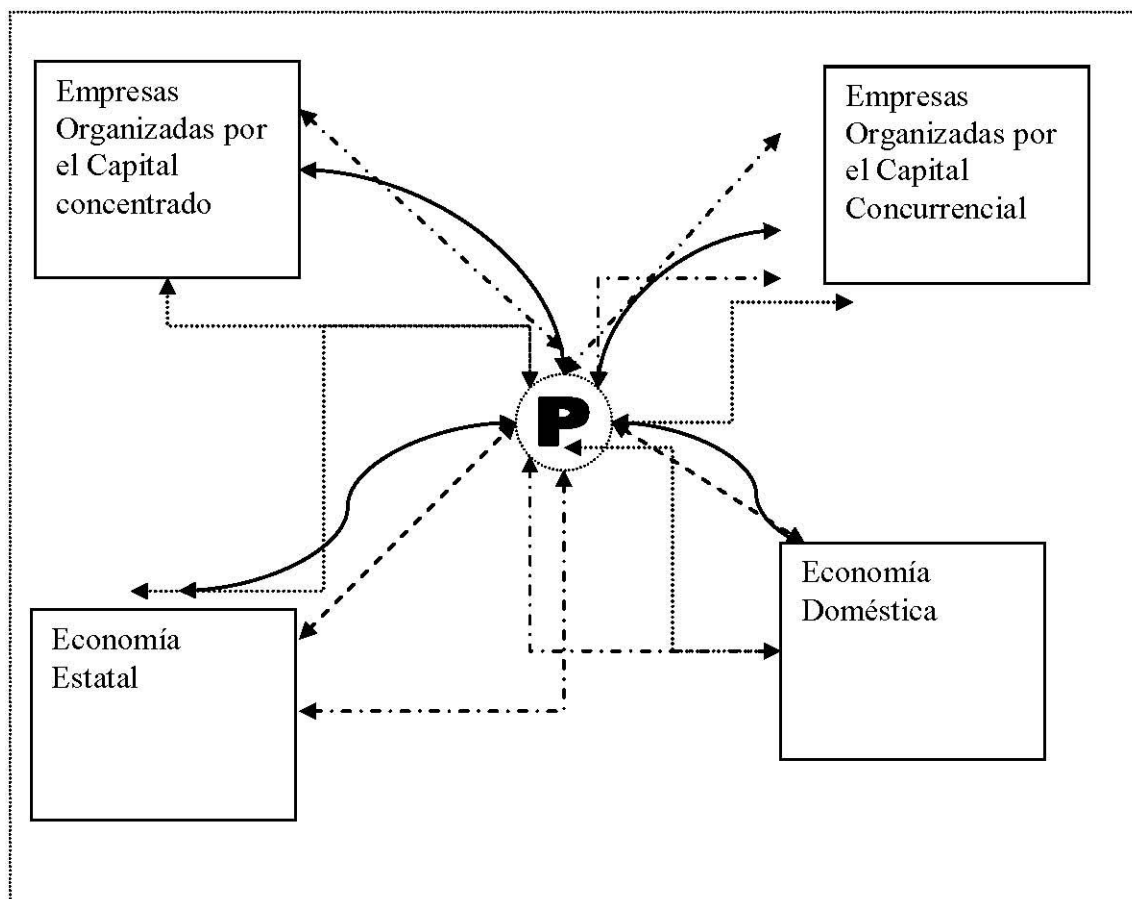 Empresas
Organizadas por
el Capital
concentrado
Empresas
Organizadas por
el Capital
Concurrencial
P
Economía
Estatal
Economía
Doméstica